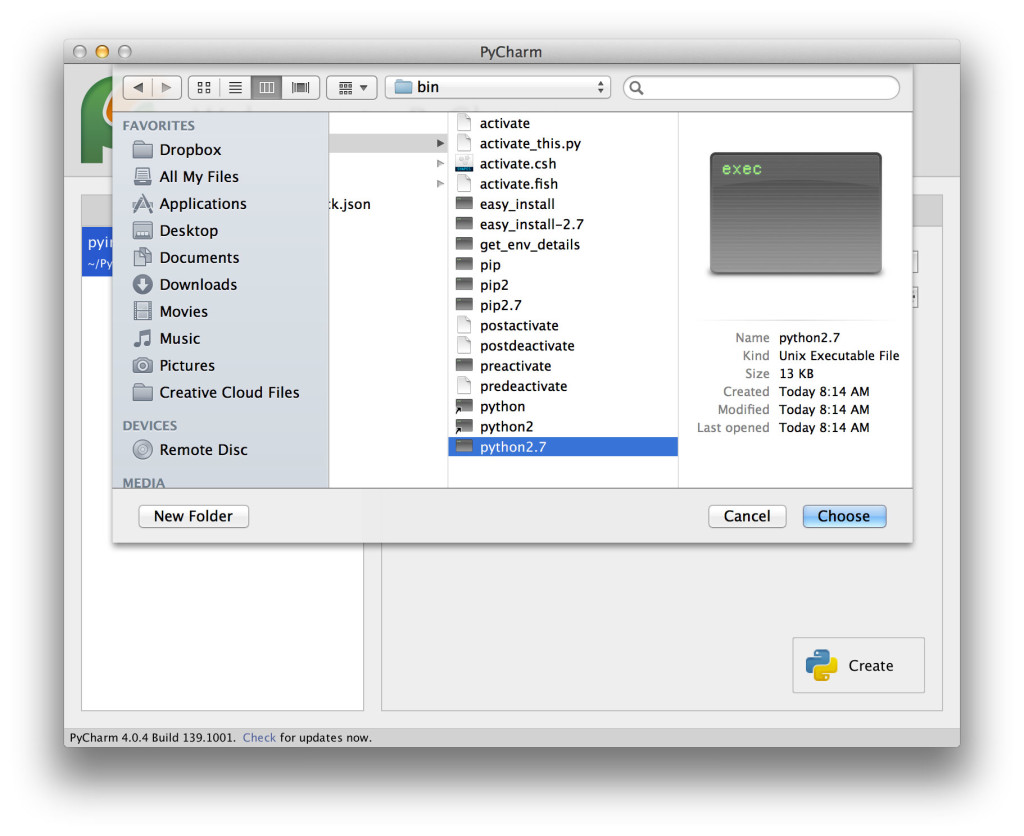 PyCharm
bin
FAVORITES
Dropbox
All My Files
Applications
Desktop
Documents
Downloads
Movies
Music
Pictures
Creative Cloud Files
DEVICES
Remote Disc
MEDIA
k.json
activate
activate_this.py
activate.csh
activate.fish
easy_install
easy_install-2.7
get_env_details
pip
pip2
pip2.7
postactivate
postdeactivate
preactivate
predeactivate
python
python2
python2.7
exec
Name python2.7
Kind Unix Executable File
Size 13 KB
Created Today 8:14 AM
Modified Today 8:14 AM
Last opened Today 8:14 AM
New Folder
Cancel
Choose
pyi
~/Py
Create
PyCharm 4.0.4 Build 139.1001. Check for updates now.